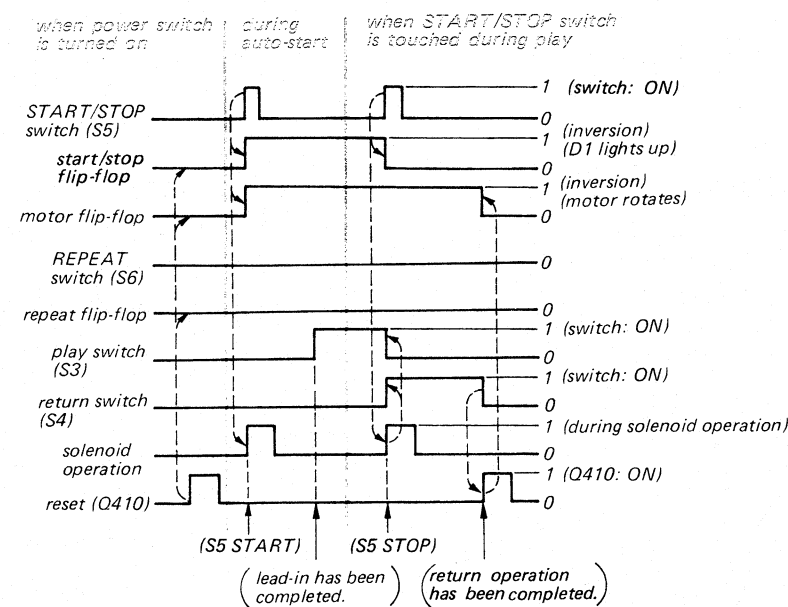 when power switch
is turned on
during
auto-start
when START/STOP switch
is touched during play
START/STOP
switch (S5)
1 (switch: ON)
0
start/stop
flip-flop
1 (inversion)
(D1 lights up)
0
motor flip-flop
1 (inversion)
(motor rotates)
0
REPEAT
switch (S6)
0
repeat flip-flop
0
play switch
(S3)
1 (switch: ON)
0
return switch
(S4)
1 (switch: ON)
0
solenoid
operation
1 (during solenoid operation)
0
reset (Q410)
1 (Q410: ON)
0
(S5 START)
(S5 STOP)
(lead-in has been
completed.)
(return operation
has been completed.)